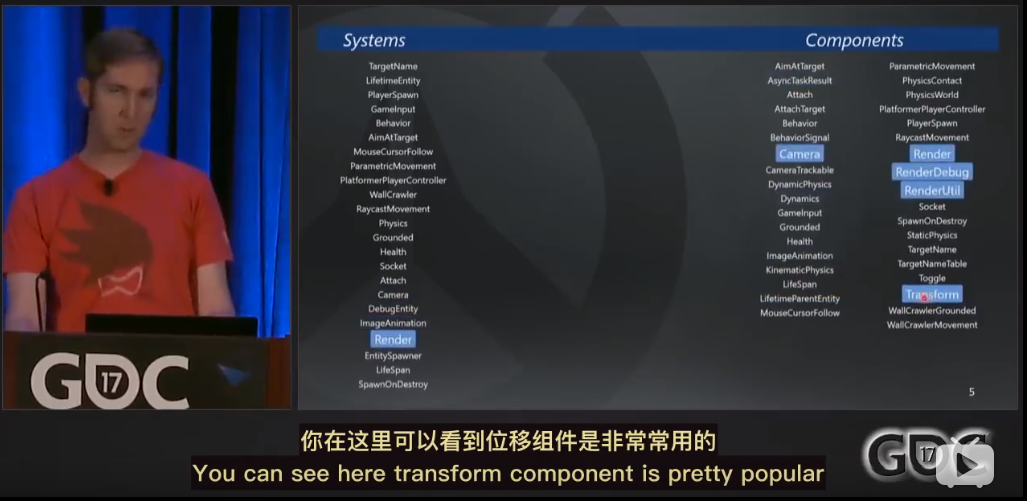 Systems
TargetName
LifetimeEntity
PlayerSpawn
GameInput
Behavior
AimAtTarget
MouseCursorFollow
ParametricMovement
PlatformerPlayerController
WallCrawler
RaycastMovement
Physics
Grounded
Health
Socket
Attach
Camera
DebugEntity
ImageAnimation
Render
EntitySpawner
LifeSpan
SpawnOnDestroy
Components
AimAtTarget
AsyncTaskResult
Attach
AttachTarget
Behavior
BehaviorSignal
Camera
CameraTrackable
DynamicPhysics
Dynamics
GameInput
Grounded
Health
ImageAnimation
KinematicPhysics
LifeSpan
LifetimeParentEntity
MouseCursorFollow
ParametricMovement
PhysicsContact
PhysicsWorld
PlatformerPlayerController
PlayerSpawn
RaycastMovement
Render
RenderDebug
RenderUtil
Socket
SpawnOnDestroy
StaticPhysics
TargetName
TargetNameTable
Toggle
Transform
WallCrawlerGrounded
WallCrawlerMovement
5
GDC
17
你在这里可以看到位移组件是非常常用的
You can see here transform component is pretty popular
GDC
17